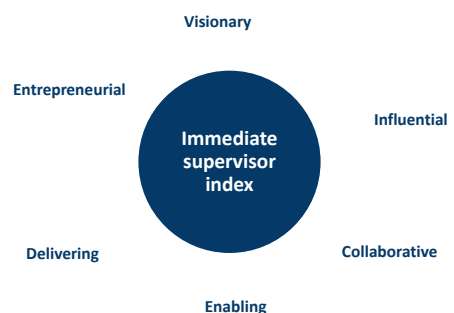 Visionary
Entrepreneurial
Influential
Immediate
supervisor
index
Delivering
Collaborative
Enabling